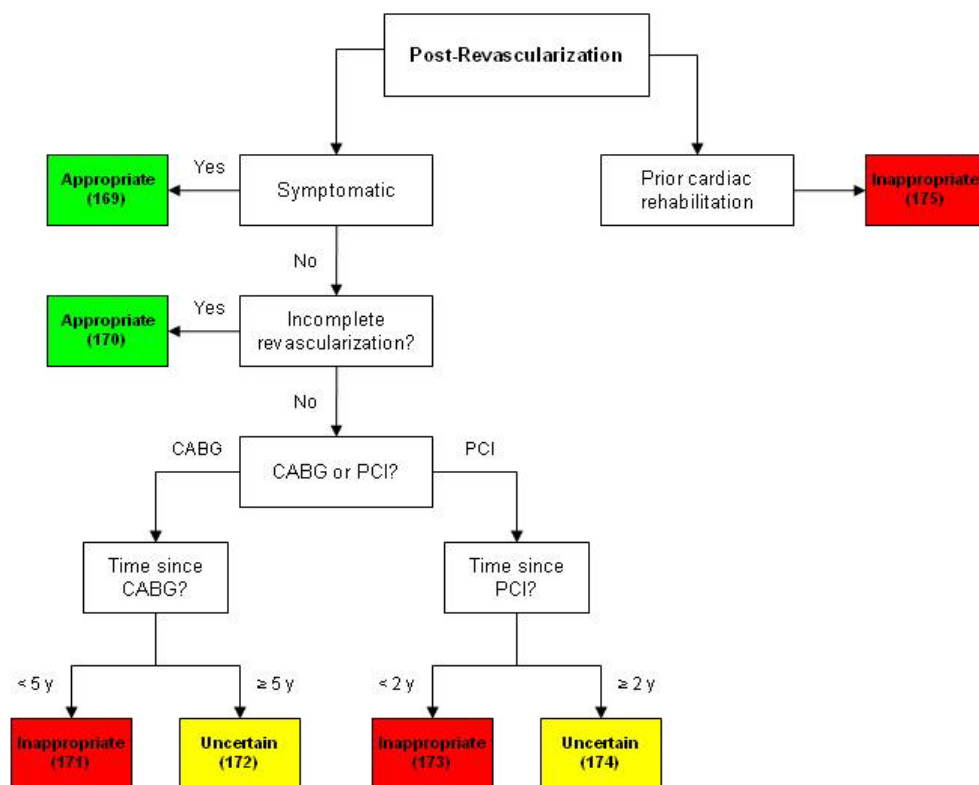 Post-Revascularization
Yes
Appropriate
(169)
Symptomatic
Prior cardiac
rehabilitation
Inappropriate
(175)
No
Yes
Appropriate
(170)
Incomplete
revascularization?
No
CABG
PCI
CABG or PCI?
Time since
CABG?
Time since
PCI?
< 5 y
≥ 5 y
< 2 y
≥ 2 y
Inappropriate
(171)
Uncertain
(172)
Inappropriate
(173)
Uncertain
(174)